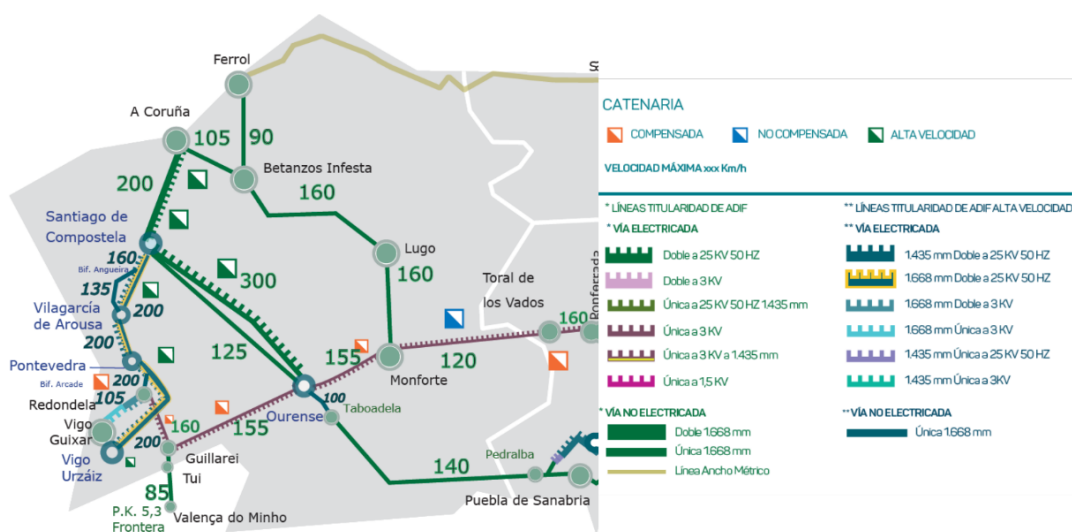 Ferrol
A Coruña
105
90
Betanzos Infesta
200
160
Santiago de
Compostela
160
Bif. Angueira
135
300
Lugo
160
Toral de
los Vados
Ponferrada
160
Vilagarcía
de Arousa
200
200
125
155
120
Monforte
Pontevedra
200
Bif. Arcade
105
100
Taboadela
Redondela
Ourense
Vigo
Guixar
160
155
200
Guillarei
Vigo
Urzáiz
Tui
140
Pedralba
Puebla de Sanabria
85
P.K. 5,3
Frontera
Valença do Minho
CATENARIA
COMPENSADA
NO COMPENSADA
ALTA VELOCIDAD
VELOCIDAD MÁXIMA xxx Km/h
* LÍNEAS TITULARIDAD DE ADIF
* VÍA ELECTRICADA
Doble a 25 KV 50 HZ
Doble a 3 KV
Única a 25 KV 50 HZ 1.435 mm
Única a 3 KV
Única a 3 KV a 1.435 mm
Única a 1,5 KV
* VÍA NO ELECTRICADA
Doble 1.668 mm
Única 1.668 mm
Línea Ancho Métrico
** LÍNEAS TITULARIDAD DE ADIF ALTA VELOCIDAD
** VÍA ELECTRICADA
1.435 mm Doble a 25 KV 50 HZ
1.668 mm Doble a 25 KV 50 HZ
1.668 mm Doble a 3 KV
1.668 mm Única a 3 KV
1.435 mm Única a 25 KV 50 HZ
1.435 mm Única a 3KV
** VÍA NO ELECTRICADA
Única 1.668 mm